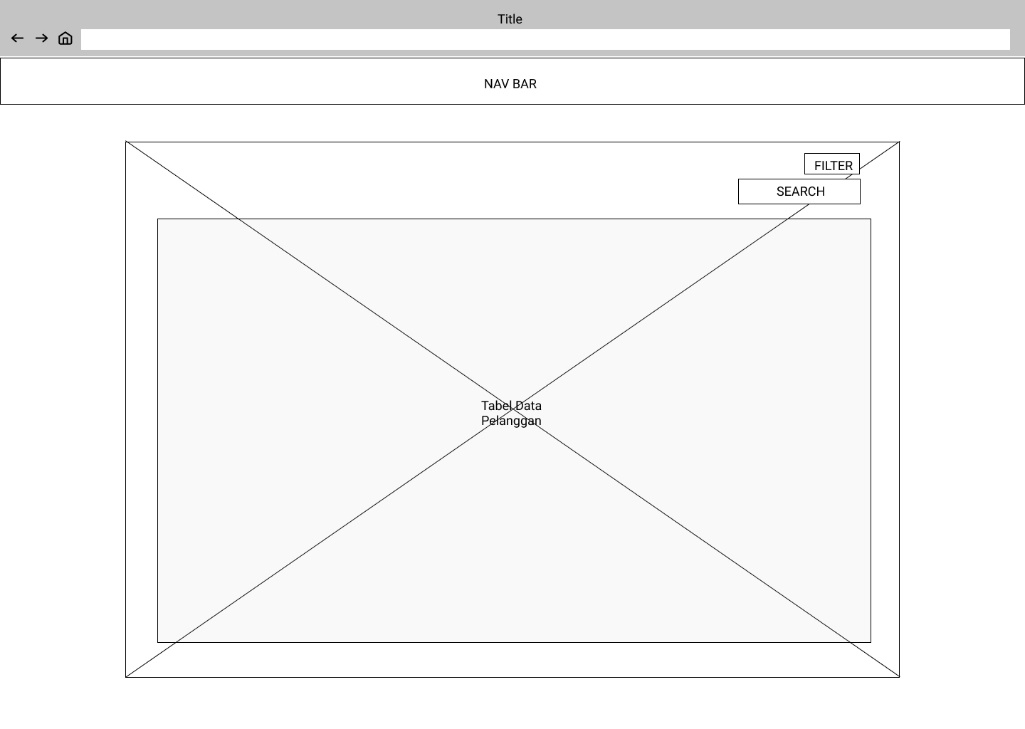 Title
NAV BAR
FILTER
SEARCH
Tabel Data
Pelanggan